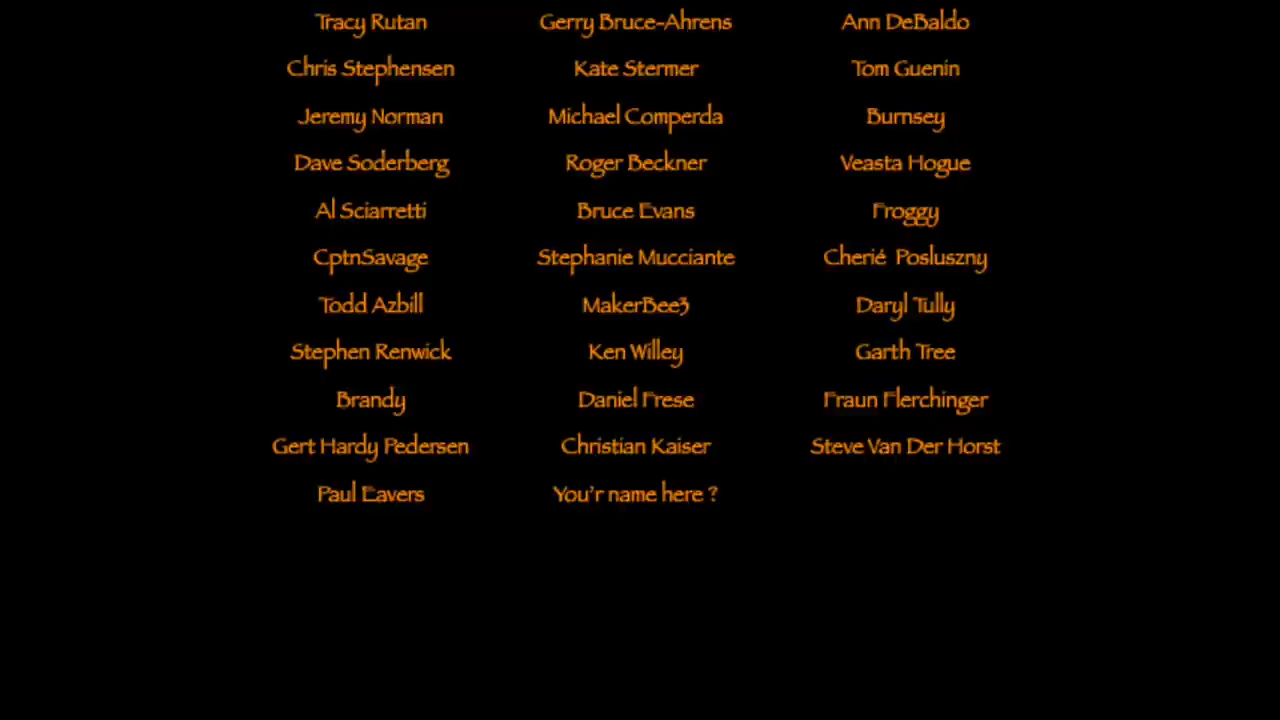 Tracy Rutan Gerry Bruce-Ahrens Ann DeBaldo
Chris Stephensen Kate Stermer Tom Guenin
Jeremy Norman Michael Comperda Burnsey
Dave Soderberg Roger Beckner Veasta Hogue
Al Sciarretti Bruce Evans Froggy
CptnSavage Stephanie Mucciante Cherié Posluszny
Todd Azbill MakerBee3 Daryl Tully
Stephen Renwick Ken Willey Garth Tree
Brandy Daniel Frese Fraun Flerchinger
Gert Hardy Pedersen Christian Kaiser Steve Van Der Horst
Paul Eavers You'r name here ?